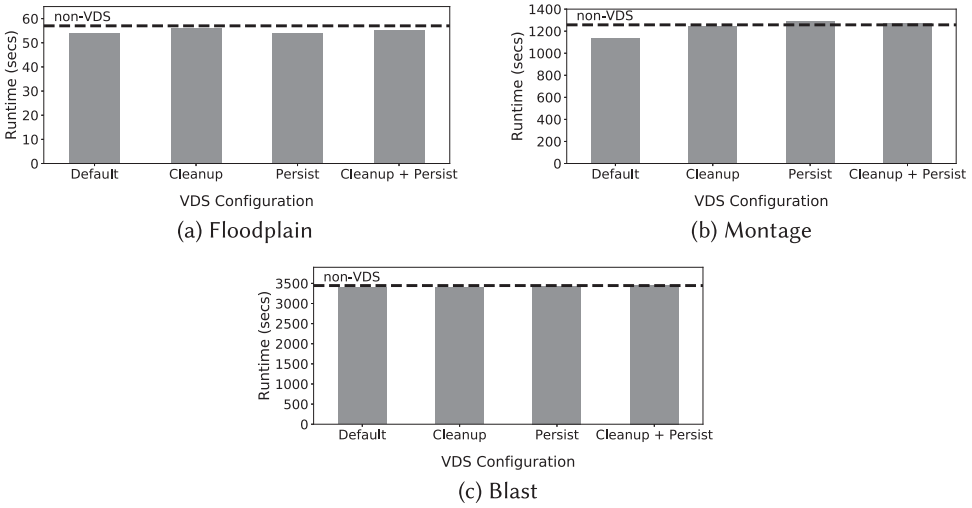 non-VDS
60
50
40
30
20
10
0
Runtime (secs)
Default Cleanup Persist Cleanup + Persist
VDS Configuration
(a) Floodplain
non-VDS
1400
1200
1000
800
600
400
200
0
Runtime (secs)
Default Cleanup Persist Cleanup + Persist
VDS Configuration
(b) Montage
non-VDS
3500
3000
2500
2000
1500
1000
500
0
Runtime (secs)
Default Cleanup Persist Cleanup + Persist
VDS Configuration
(c) Blast